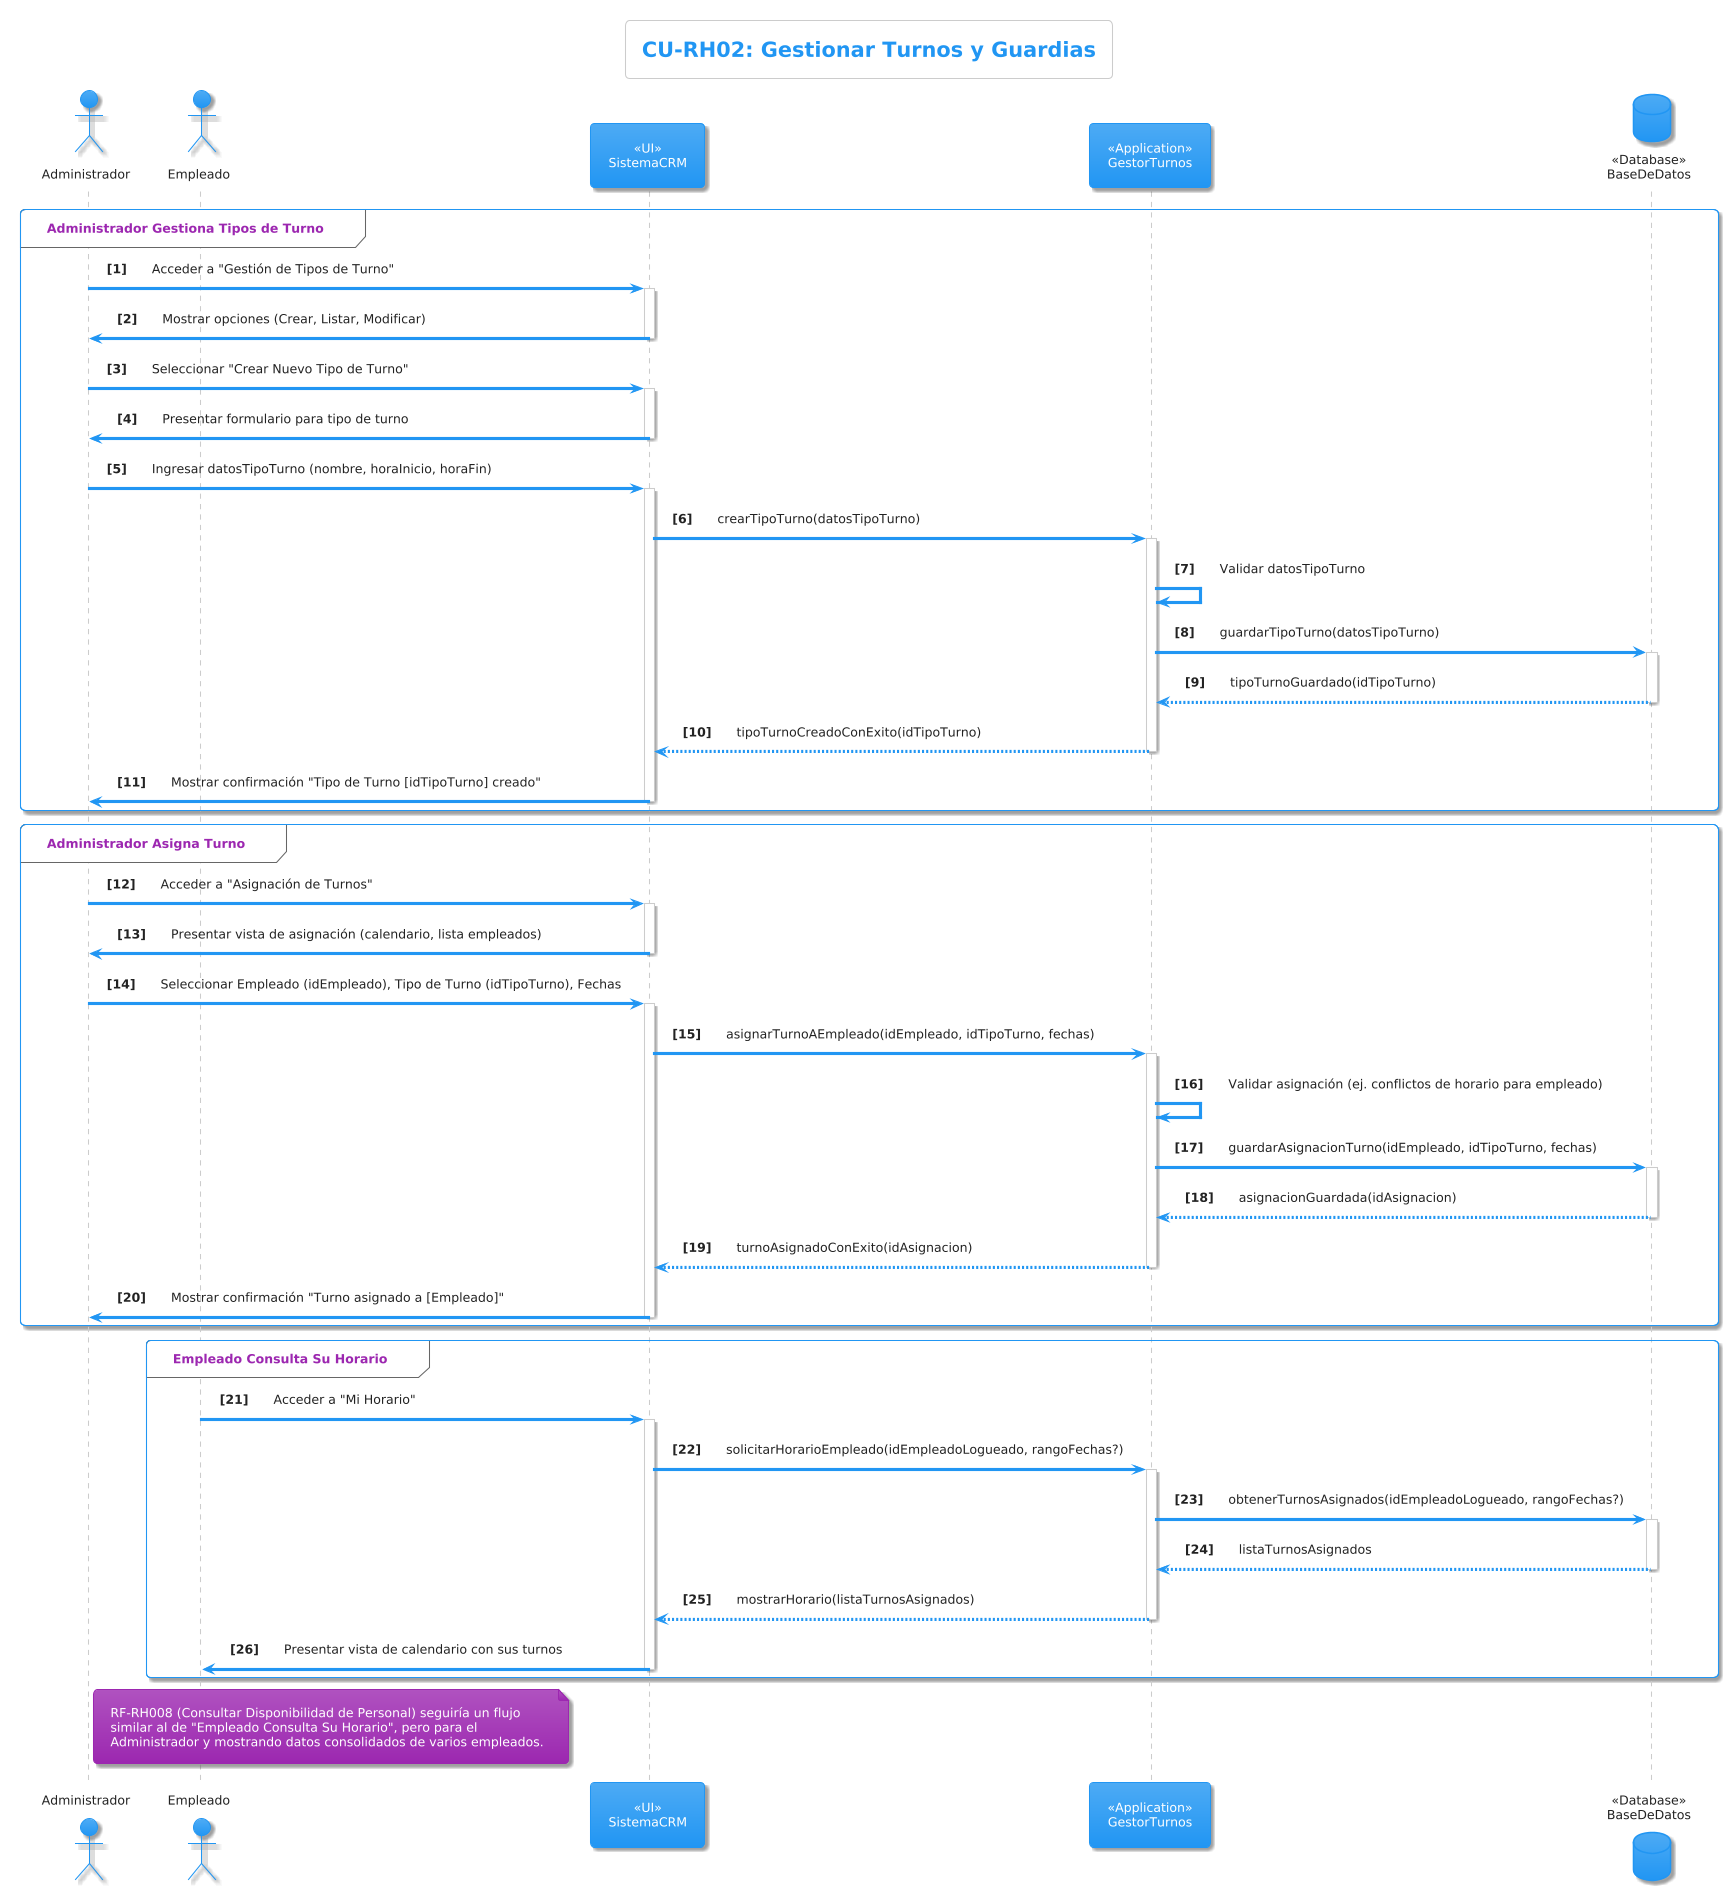 CU-RH02: Gestionar Turnos y Guardias
Administrador
Empleado
«UI»
SistemaCRM
«Application»
GestorTurnos
«Database»
BaseDeDatos
Administrador Gestiona Tipos de Turno
[1] Acceder a "Gestión de Tipos de Turno"
[2] Mostrar opciones (Crear, Listar, Modificar)
[3] Seleccionar "Crear Nuevo Tipo de Turno"
[4] Presentar formulario para tipo de turno
[5] Ingresar datosTipoTurno (nombre, horaInicio, horaFin)
[6] crearTipoTurno(datosTipoTurno)
[7] Validar datosTipoTurno
[8] guardarTipoTurno(datosTipoTurno)
[9] tipoTurnoGuardado(idTipoTurno)
[10] tipoTurnoCreadoConExito(idTipoTurno)
[11] Mostrar confirmación "Tipo de Turno [idTipoTurno] creado"
Administrador Asigna Turno
[12] Acceder a "Asignación de Turnos"
[13] Presentar vista de asignación (calendario, lista empleados)
[14] Seleccionar Empleado (idEmpleado), Tipo de Turno (idTipoTurno), Fechas
[15] asignarTurnoAEmpleado(idEmpleado, idTipoTurno, fechas)
[16] Validar asignación (ej. conflictos de horario para empleado)
[17] guardarAsignacionTurno(idEmpleado, idTipoTurno, fechas)
[18] asignacionGuardada(idAsignacion)
[19] turnoAsignadoConExito(idAsignacion)
[20] Mostrar confirmación "Turno asignado a [Empleado]"
Empleado Consulta Su Horario
[21] Acceder a "Mi Horario"
[22] solicitarHorarioEmpleado(idEmpleadoLogueado, rangoFechas?)
[23] obtenerTurnosAsignados(idEmpleadoLogueado, rangoFechas?)
[24] listaTurnosAsignados
[25] mostrarHorario(listaTurnosAsignados)
[26] Presentar vista de calendario con sus turnos
RF-RH008 (Consultar Disponibilidad de Personal) seguiría un flujo
similar al de "Empleado Consulta Su Horario", pero para el
Administrador y mostrando datos consolidados de varios empleados.
Administrador
Empleado
«UI»
SistemaCRM
«Application»
GestorTurnos
«Database»
BaseDeDatos